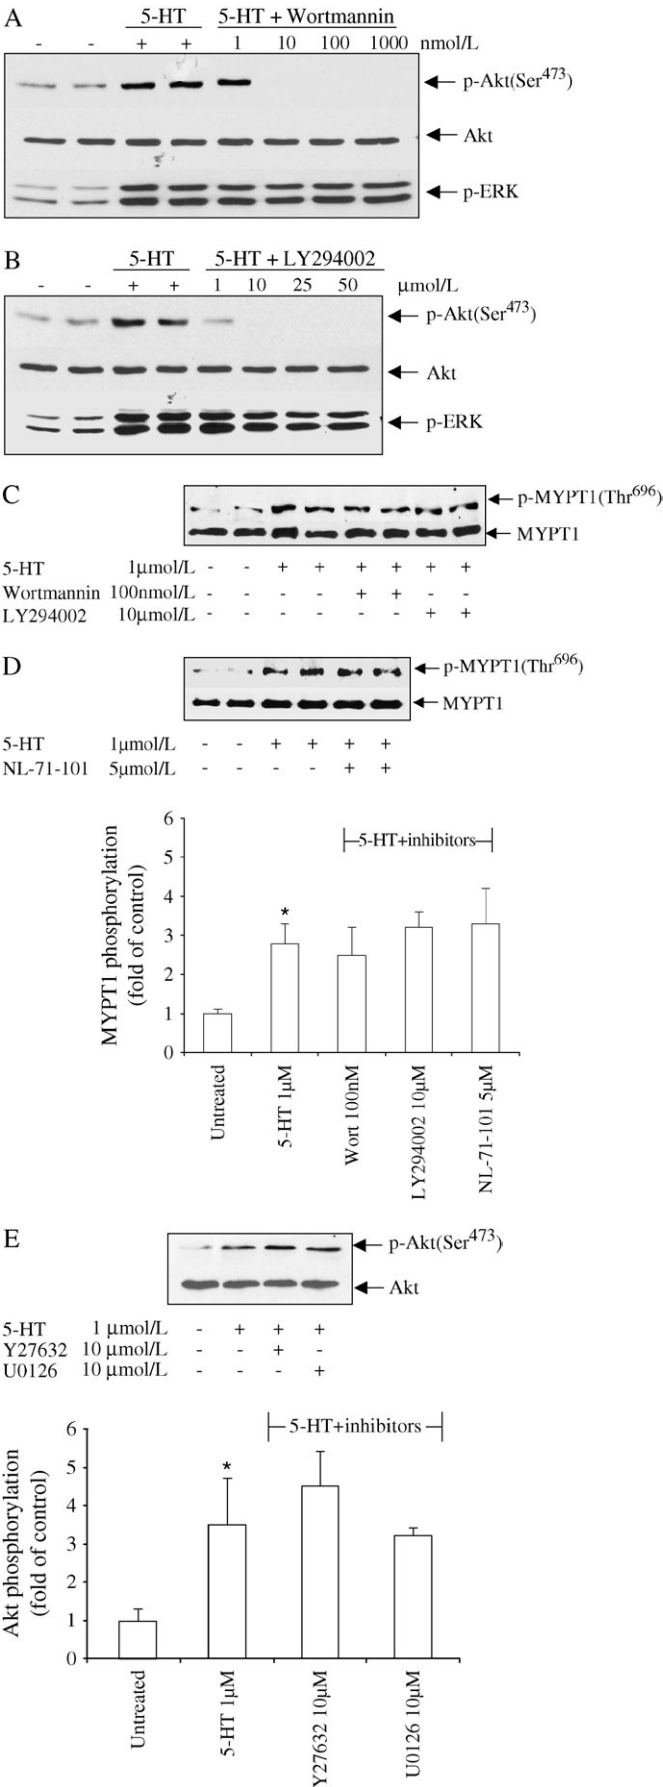 A
5-HT 5-HT + Wortmannin
- - + + 1 10 100 1000 nmol/L
p-Akt(Ser473)
Akt
p-ERK
B
5-HT 5-HT + LY294002
- - + + 1 10 25 50 μmol/L
p-Akt(Ser473)
Akt
p-ERK
C
p-MYPT1(Thr696)
MYPT1
5-HT 1μmol/L - - + + + + + +
Wortmannin 100nmol/L - - - - + + - -
LY294002 10μmol/L - - - - - - + +
D
p-MYPT1(Thr696)
MYPT1
5-HT 1μmol/L - - + + + +
NL-71-101 5μmol/L - - - - + +
MYPT1 phosphorylation
(fold of control)
6
5
4
3
2
1
0
5-HT+inhibitors
*
Untreated
5-HT 1μM
Wort 100nM
LY294002 10μM
NL-71-101 5μM
E
p-Akt(Ser473)
Akt
5-HT 1 μmol/L - + + +
Y27632 10 μmol/L - - + -
U0126 10 μmol/L - - - +
Akt phosphorylation
(fold of control)
6
5
4
3
2
1
0
5-HT+inhibitors
*
Untreated
5-HT 1μM
Y27632 10μM
U0126 10μM